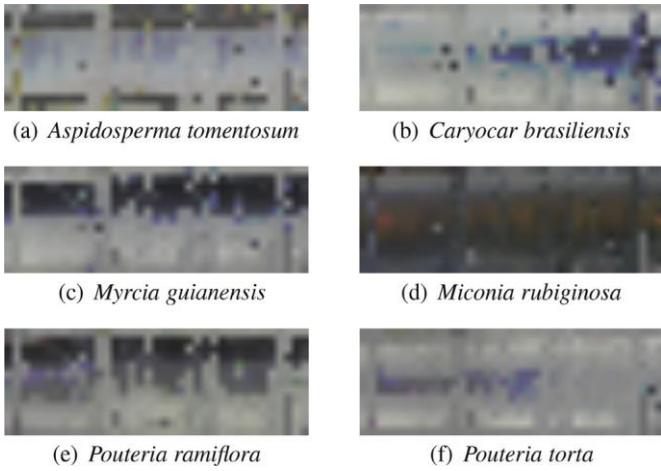 (a) Aspidosperma tomentosum
(b) Caryocar brasiliensis
(c) Myrcia guianensis
(d) Miconia rubiginosa
(e) Pouteria ramiflora
(f) Pouteria torta